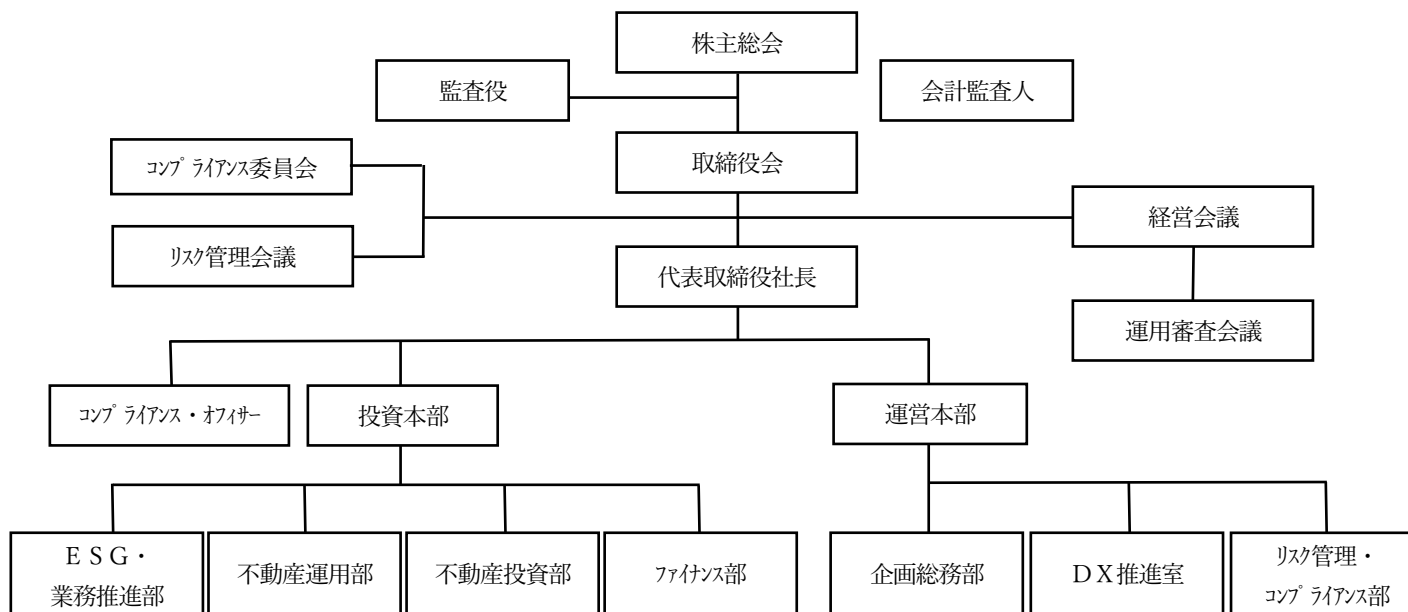 株主総会
監査役
会計監査人
取締役会
ｺﾝﾌﾟﾗｲｱﾝｽ委員会
経営会議
ﾘｽｸ管理会議
代表取締役社長
運用審査会議
ｺﾝﾌﾟﾗｲｱﾝｽ・ｵﾌｨｻｰ
投資本部
運営本部
ＥＳＧ・
業務推進部
不動産運用部
不動産投資部
ﾌｧｲﾅﾝｽ部
企画総務部
ＤＸ推進室
ﾘｽｸ管理・
ｺﾝﾌﾟﾗｲｱﾝｽ部